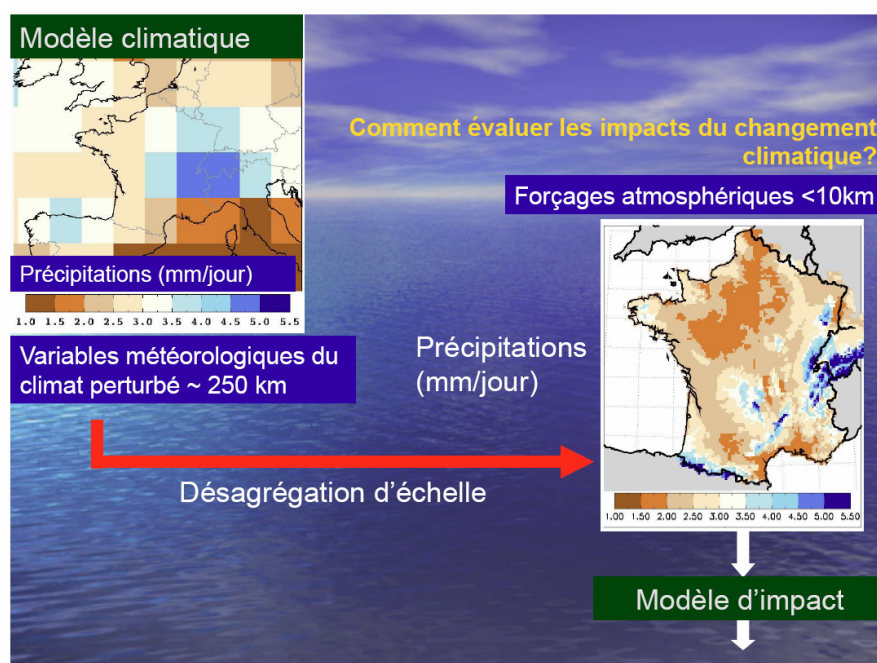 Modèle climatique
Comment évaluer les impacts du changement
climatique?
Forçages atmosphériques <10km
Précipitations (mm/jour)
1.0 1.5 2.0 2.5 3.0 3.5 4.0 4.5 5.0 5.5
Variables météorologiques du
climat perturbé ~ 250 km
Précipitations
(mm/jour)
Désagrégation d'échelle
1.00 1.50 2.00 2.50 3.00 3.50 4.00 4.50 5.00 5.50
Modèle d'impact